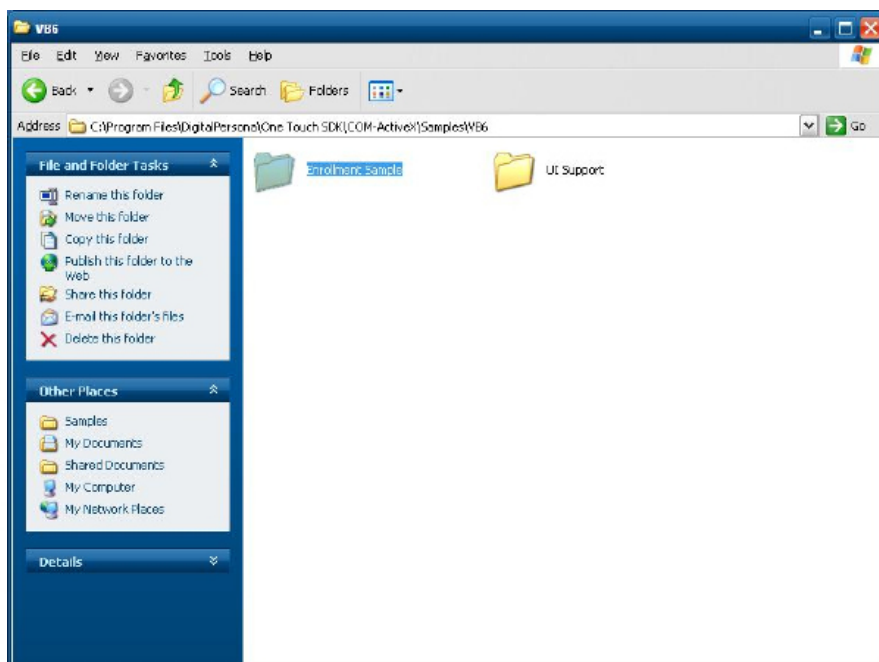 VB6
File Edit View Favorites Tools Help
Back Search Folders
Address C:\Program Files\DigitalPersona\One Touch SDK\COM-ActiveX\Samples\VB6 Go
File and Folder Tasks
Rename this folder
Move this folder
Copy this folder
Publish this folder to the
Web
Share this folder
E-mail this folder's files
Delete this folder
Other Places
Samples
My Documents
Shared Documents
My Computer
My Network Places
Details
Enrollment Sample
UI Support